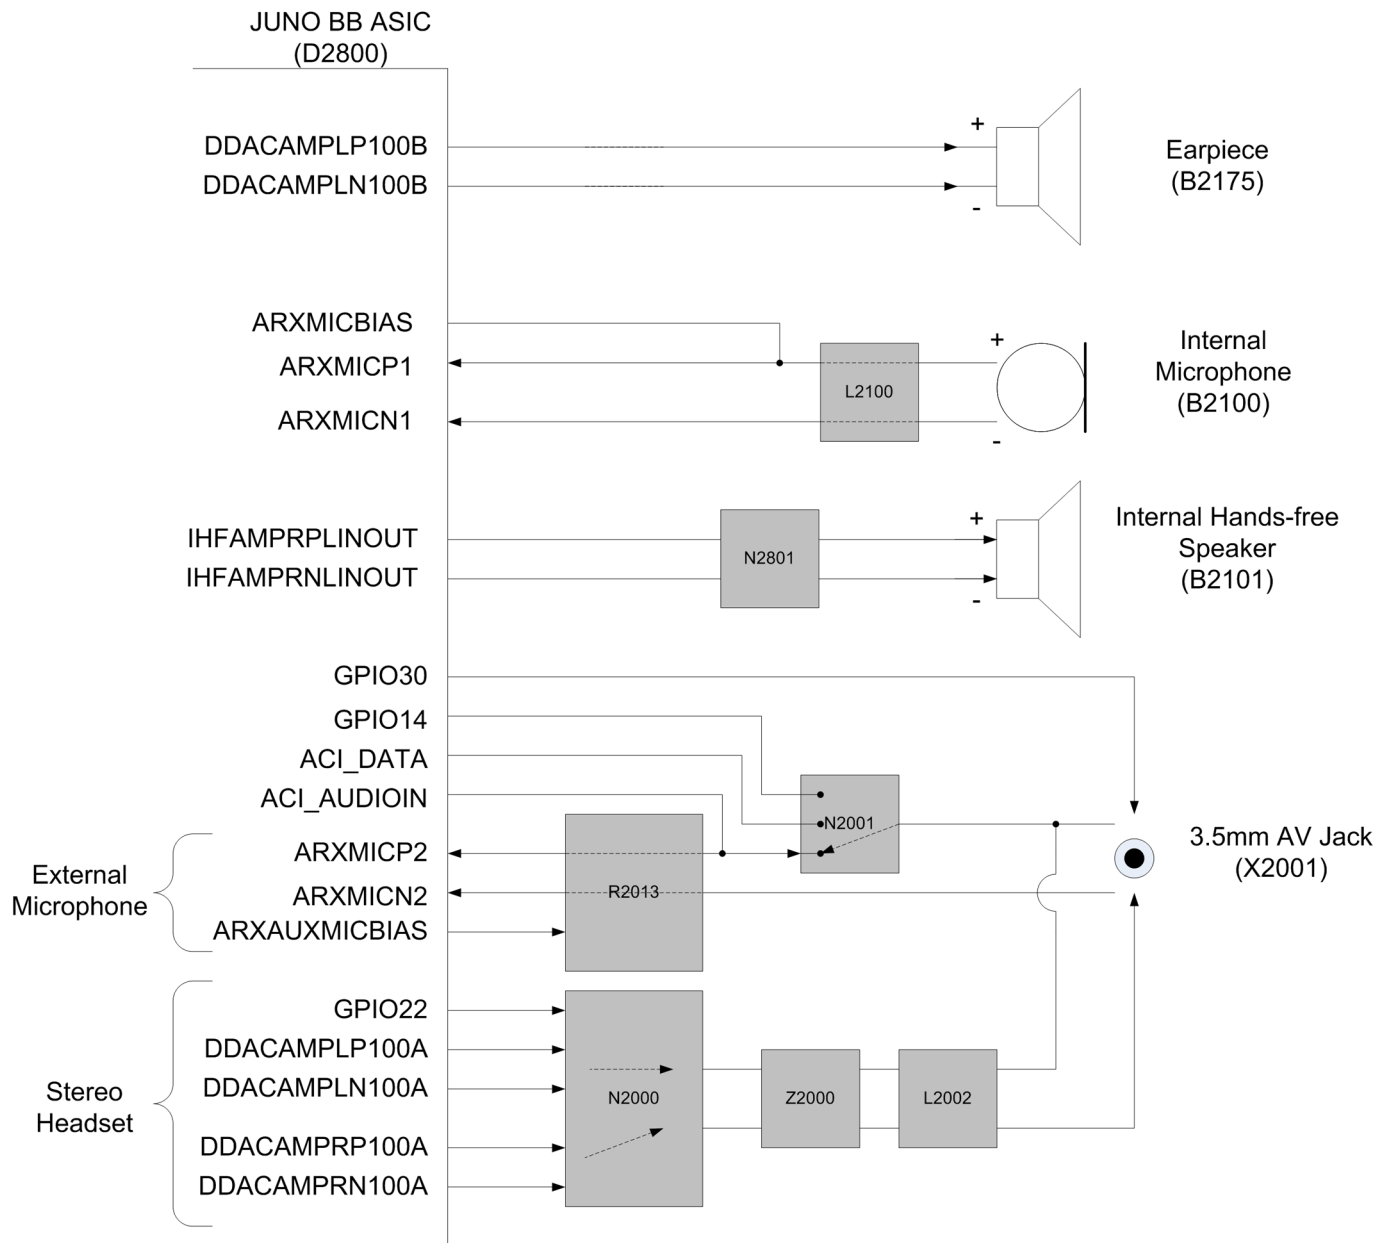 JUNO BB ASIC
(D2800)
DDACAMPLP100B
DDACAMPLN100B
+
-
Earpiece
(B2175)
ARXMICBIAS
ARXMICP1
ARXMICN1
L2100
+
-
Internal
Microphone
(B2100)
IHFAMPRPLINOUT
IHFAMPRNLINOUT
N2801
+
-
Internal Hands-free
Speaker
(B2101)
GPIO30
GPIO14
ACI_DATA
ACI_AUDIOIN
N2001
3.5mm AV Jack
(X2001)
External
Microphone
ARXMICP2
ARXMICN2
ARXAUXMICBIAS
R2013
Stereo
Headset
GPIO22
DDACAMPLP100A
DDACAMPLN100A
DDACAMPRP100A
DDACAMPRN100A
N2000
Z2000
L2002